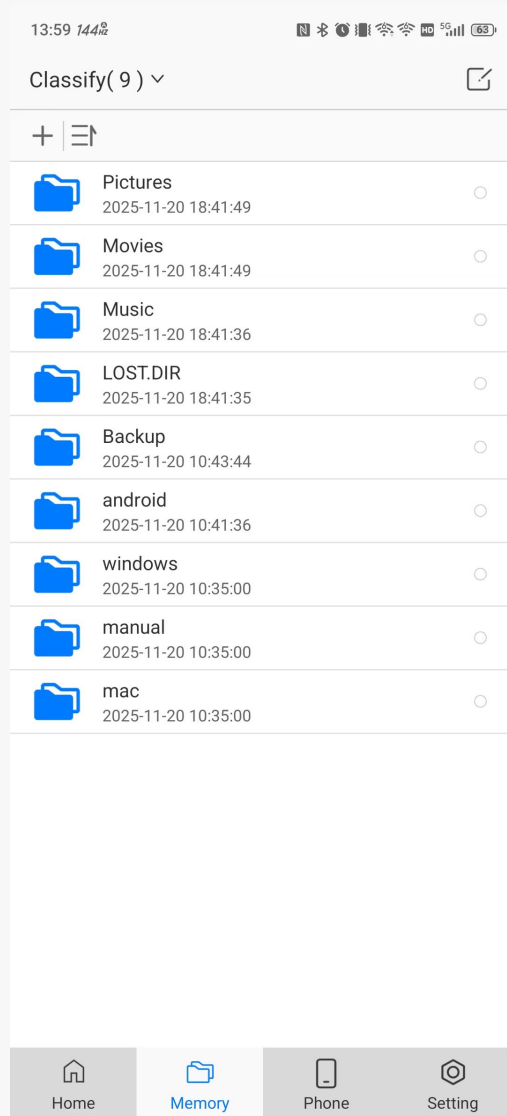 13:59 144Hz HD 5G 63
Classify( 9 )
Pictures
2025-11-20 18:41:49
Movies
2025-11-20 18:41:49
Music
2025-11-20 18:41:36
LOST.DIR
2025-11-20 18:41:35
Backup
2025-11-20 10:43:44
android
2025-11-20 10:41:36
windows
2025-11-20 10:35:00
manual
2025-11-20 10:35:00
mac
2025-11-20 10:35:00
Home Memory Phone Setting